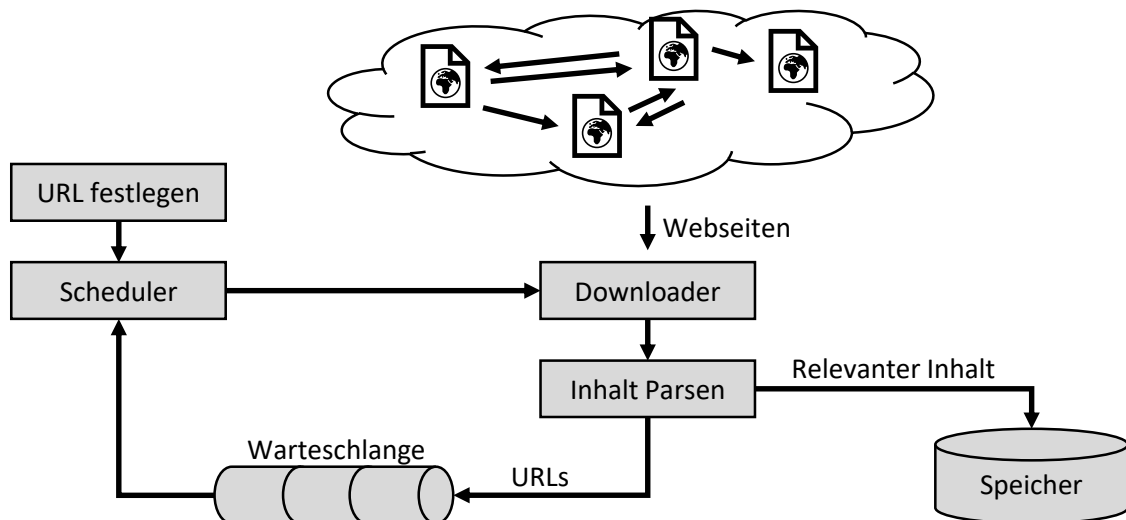 URL festlegen
Webseiten
Scheduler
Downloader
Inhalt Parsen
Relevanter Inhalt
Warteschlange
URLs
Speicher